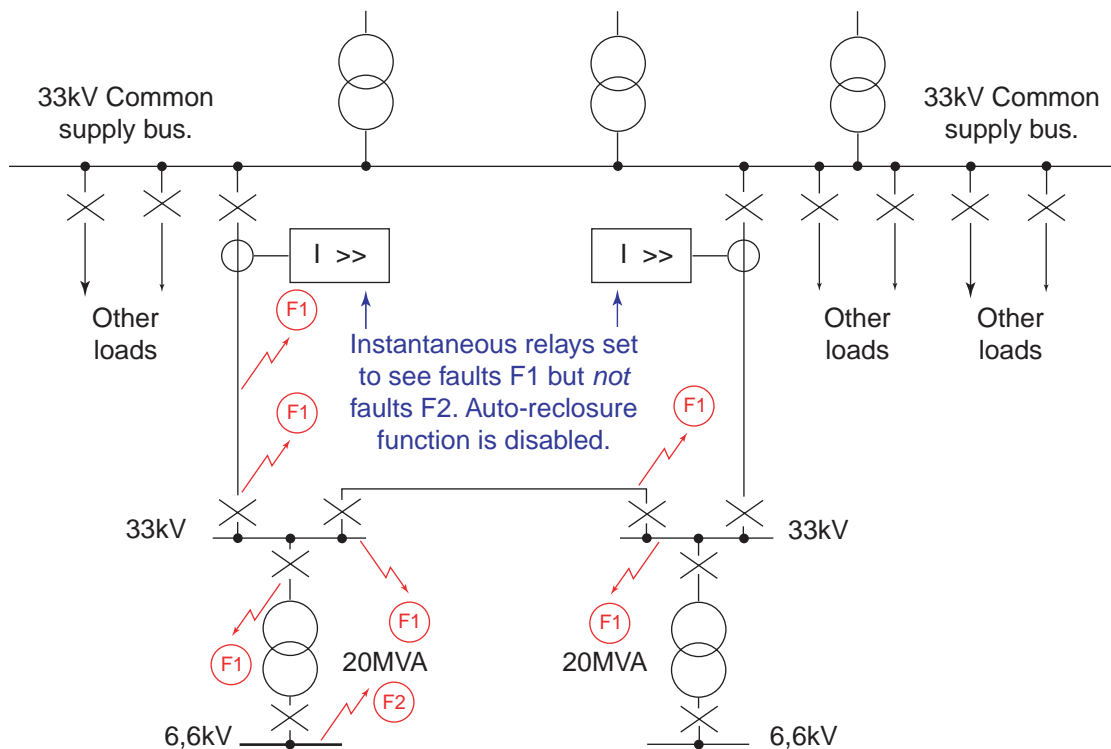 33kV Common
supply bus.
33kV Common
supply bus.
I >>
I >>
F1
Other
loads
Other
loads
Other
loads
Instantaneous relays set
to see faults F1 but not
faults F2. Auto-reclosure
function is disabled.
F1
F1
33kV
33kV
F1
F1
F1
20MVA
20MVA
F2
6,6kV
6,6kV